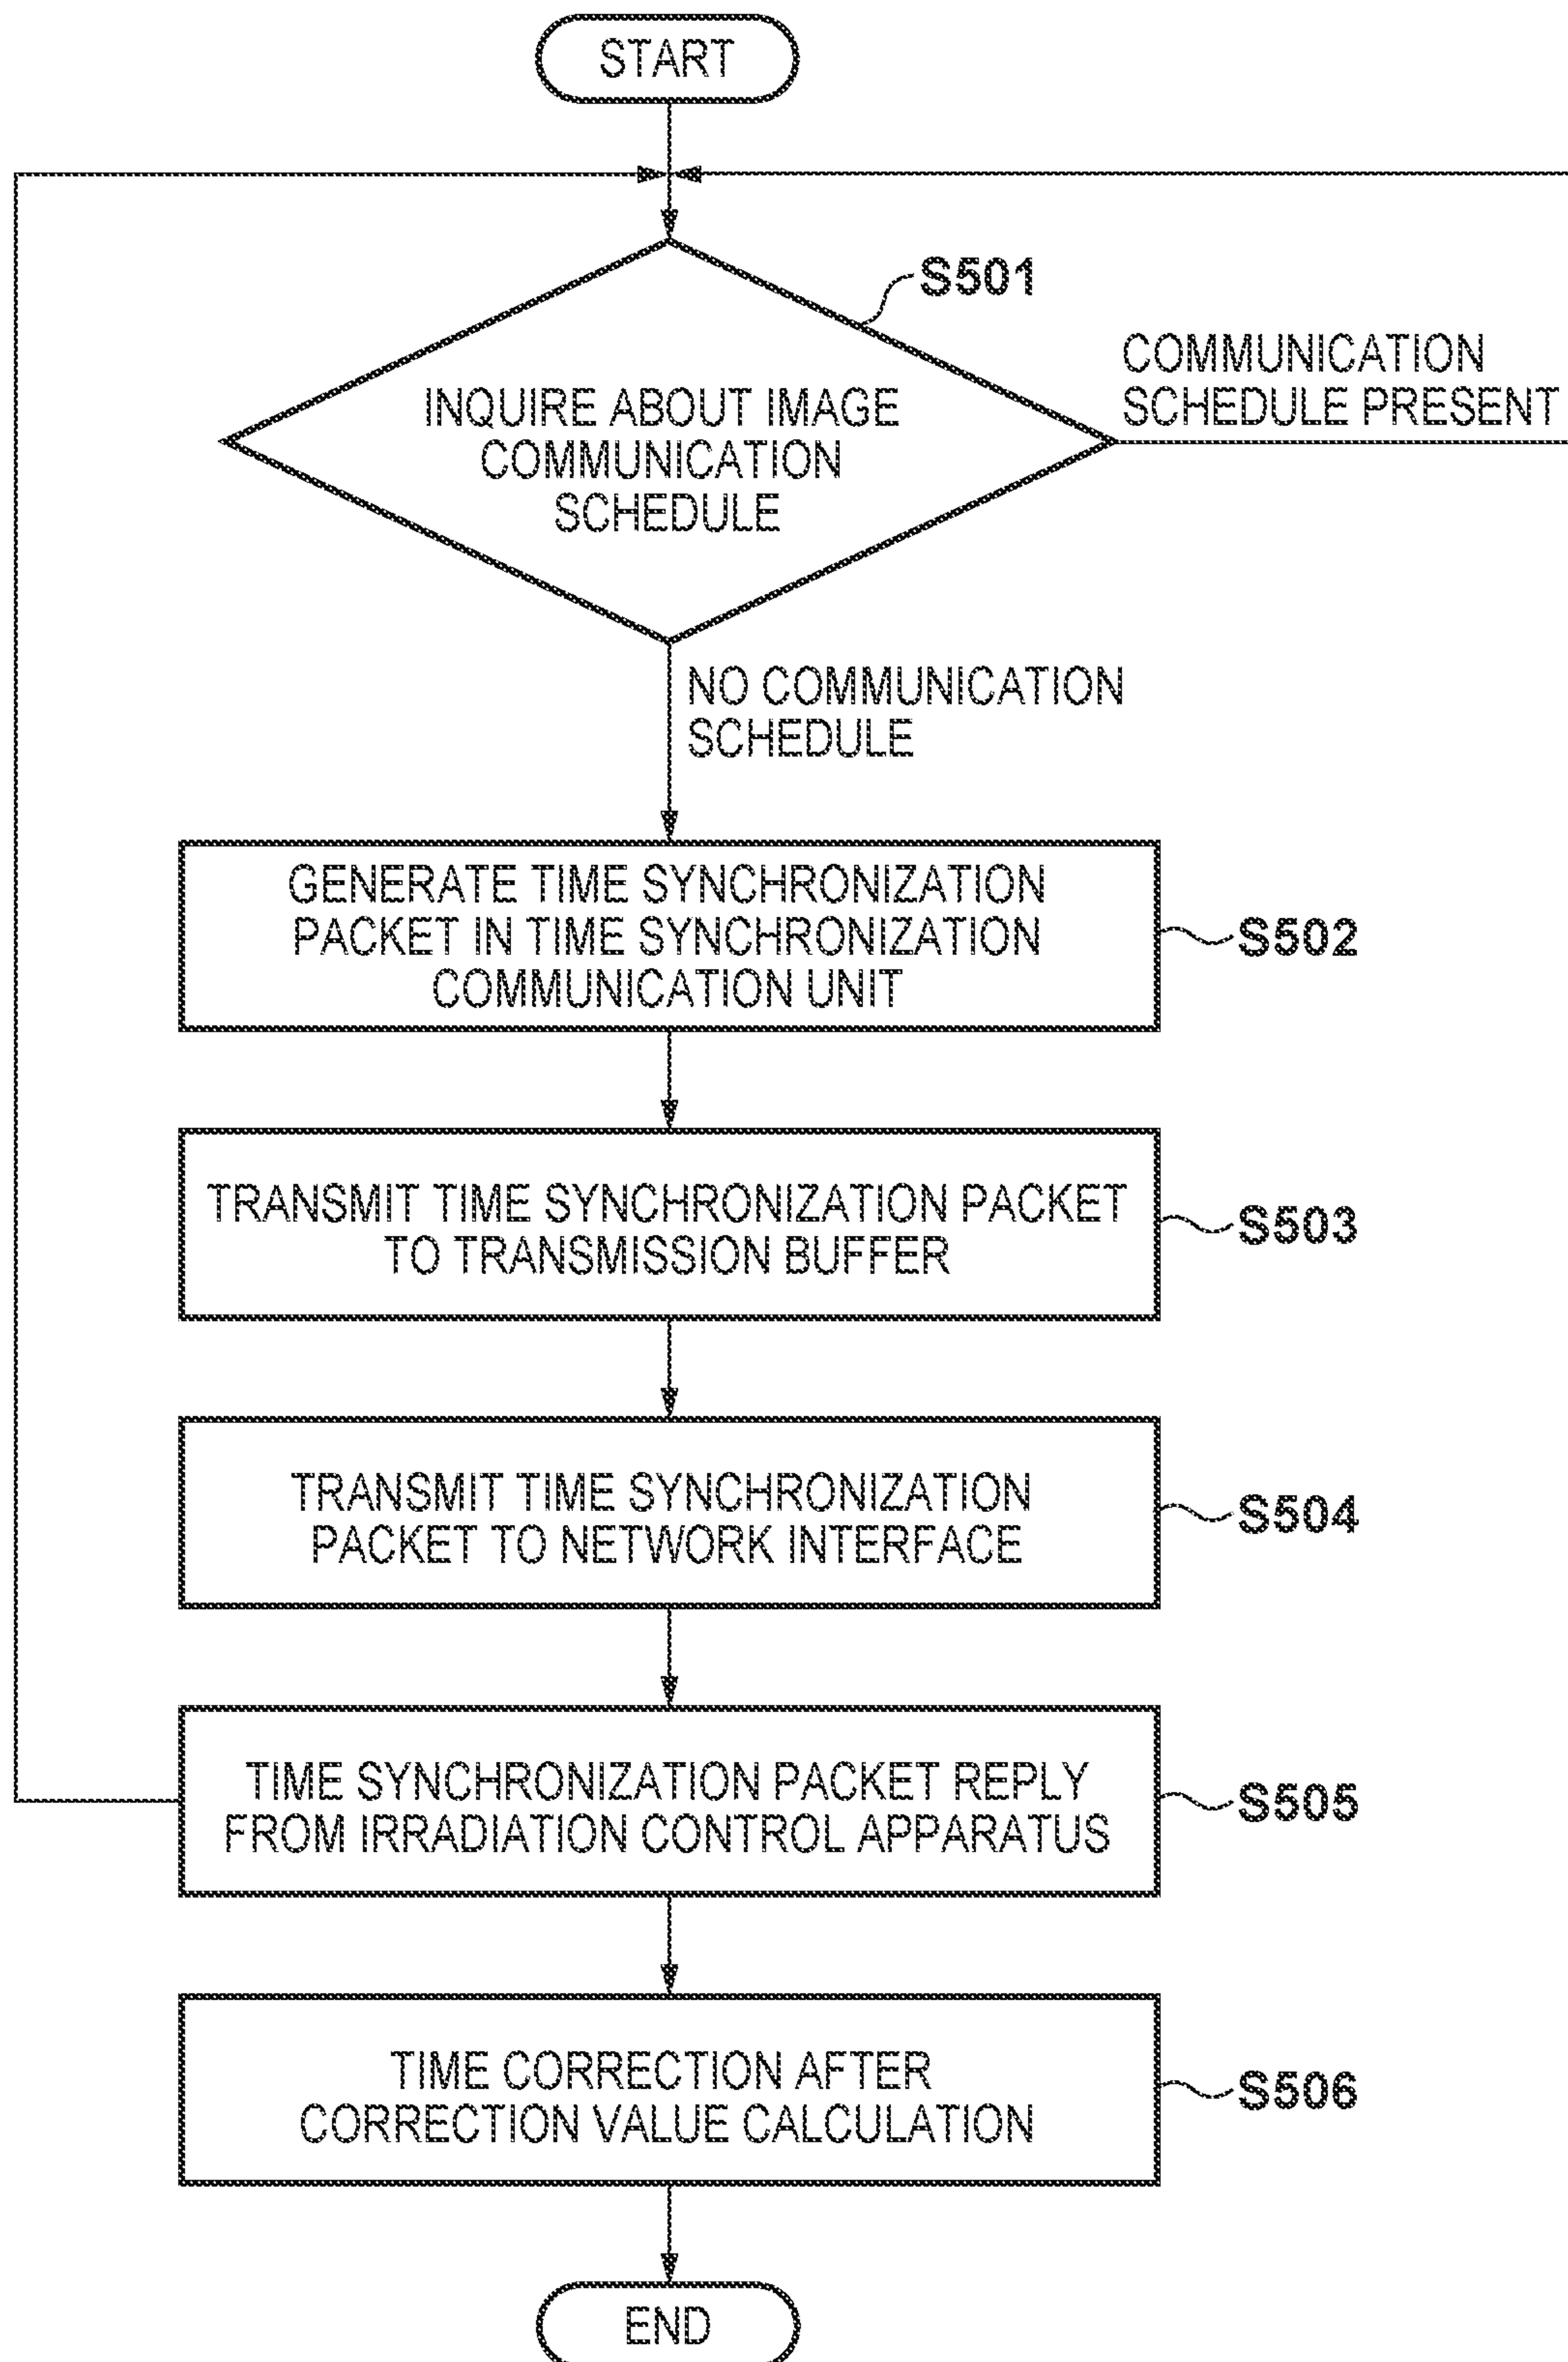 START
S501
INQUIRE ABOUT IMAGE
COMMUNICATION
SCHEDULE
COMMUNICATION
SCHEDULE PRESENT
NO COMMUNICATION
SCHEDULE
GENERATE TIME SYNCHRONIZATION
PACKET IN TIME SYNCHRONIZATION
COMMUNICATION UNIT
S502
TRANSMIT TIME SYNCHRONIZATION PACKET
TO TRANSMISSION BUFFER
S503
TRANSMIT TIME SYNCHRONIZATION
PACKET TO NETWORK INTERFACE
S504
TIME SYNCHRONIZATION PACKET REPLY
FROM IRRADIATION CONTROL APPARATUS
S505
TIME CORRECTION AFTER
CORRECTION VALUE CALCULATION
S506
END